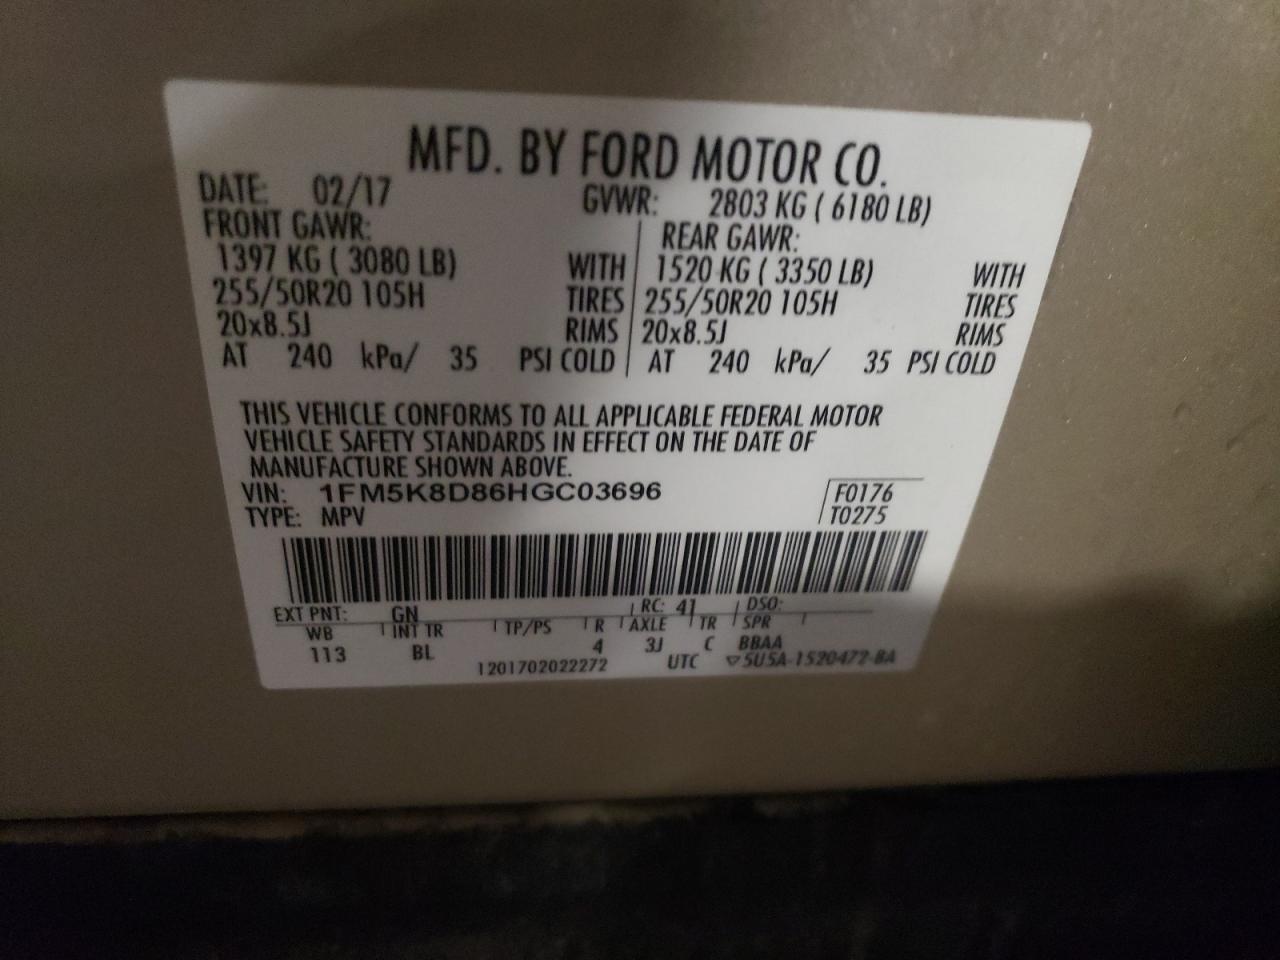 MFD. BY FORD MOTOR CO.
DATE: 02/17 GVWR: 2803 KG ( 6180 LB)
FRONT GAWR: REAR GAWR:
1397 KG ( 3080 LB) WITH 1520 KG ( 3350 LB) WITH
255/50R20 105H TIRES 255/50R20 105H TIRES
20x8.5J RIMS 20x8.5J RIMS
AT 240 kPa/ 35 PSI COLD AT 240 kPa/ 35 PSI COLD
THIS VEHICLE CONFORMS TO ALL APPLICABLE FEDERAL MOTOR
VEHICLE SAFETY STANDARDS IN EFFECT ON THE DATE OF
MANUFACTURE SHOWN ABOVE.
VIN: 1FM5K8D86HGC03696 F0176
TYPE: MPV T0275
EXT PNT: GN RC: 41 DSO:
WB INT TR TP/PS R AXLE TR SPR
113 BL 4 3J C BBAA
1201702022272 UTC ▽5U5A-1520472-BA